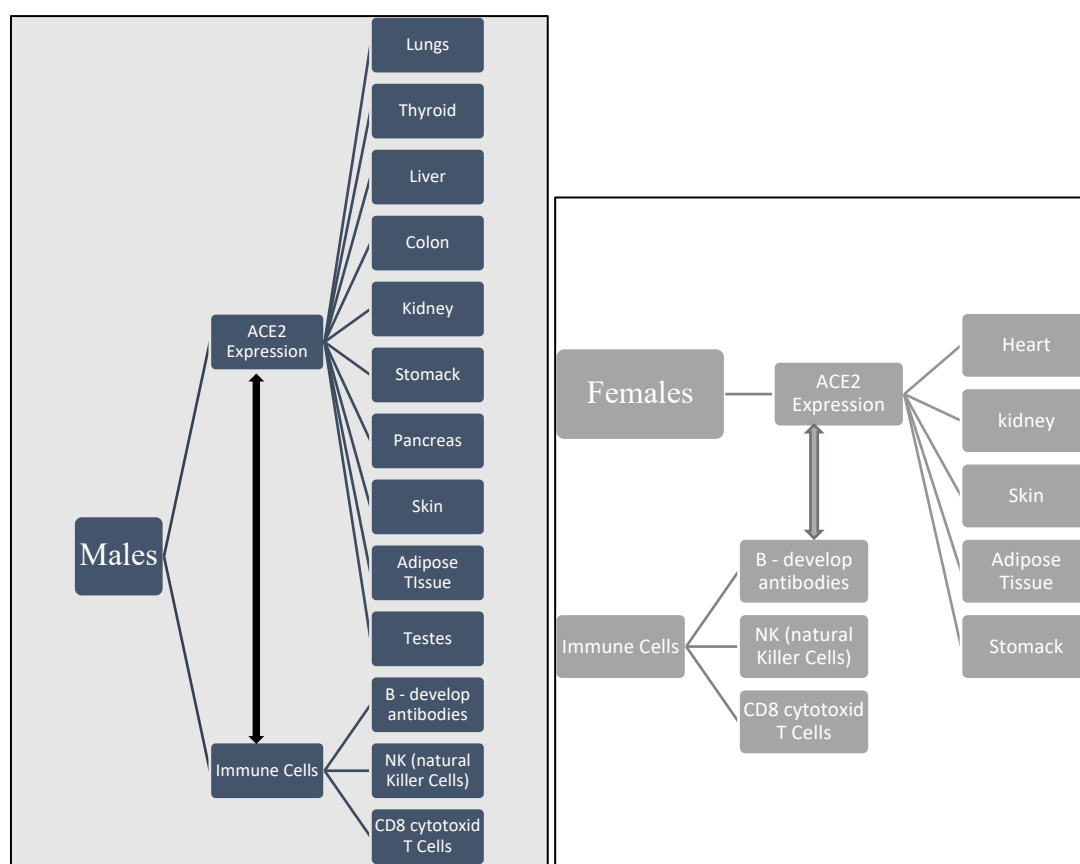 Lungs
Thyroid
Liver
Colon
Kidney
ACE2
Expression
Stomack
Pancreas
Skin
Males
Adipose
TIssue
Testes
B - develop
antibodies
Immune Cells
NK (natural
Killer Cells)
CD8 cytotoxid
T Cells
Females
ACE2
Expression
Heart
kidney
Skin
Adipose
Tissue
Stomack
B - develop
antibodies
Immune Cells
NK (natural
Killer Cells)
CD8 cytotoxid
T Cells